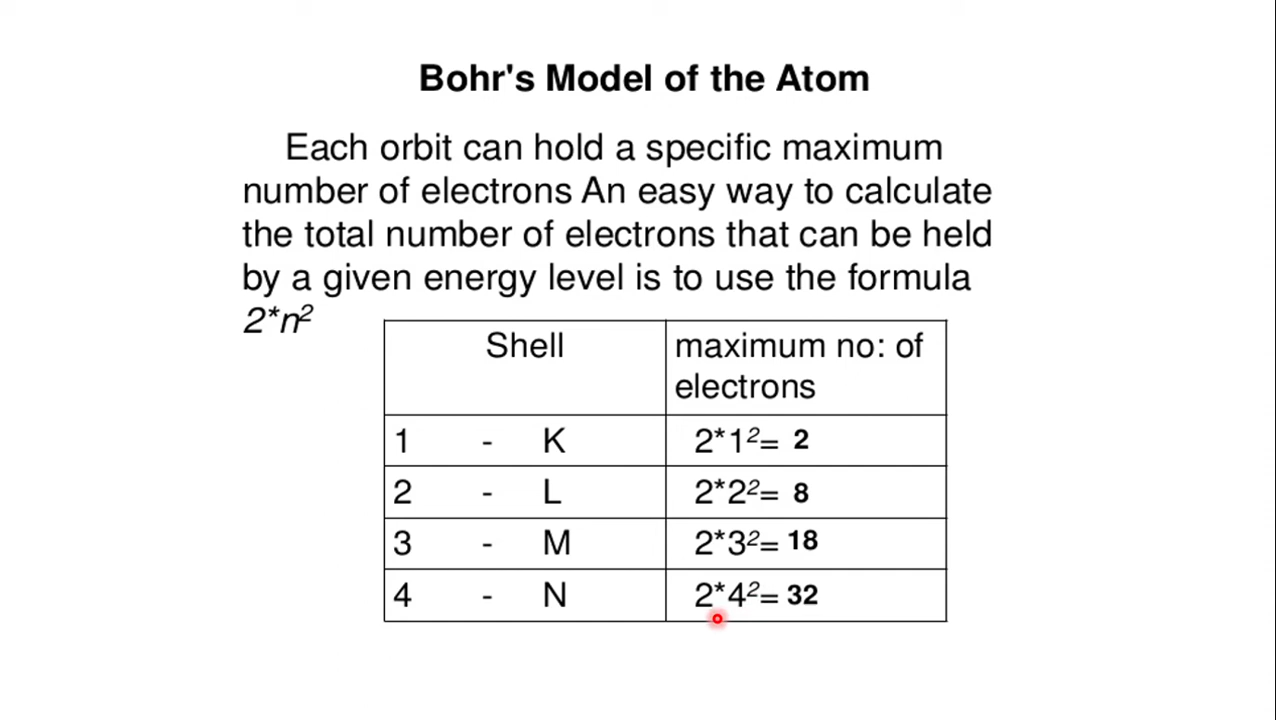 Bohr's Model of the Atom
Each orbit can hold a specific maximum
number of electrons An easy way to calculate
the total number of electrons that can be held
by a given energy level is to use the formula
2*n²
Shell maximum no: of
electrons
1 - K 2*1²= 2
2 - L 2*2²= 8
3 - M 2*3²= 18
4 - N 2*4²= 32